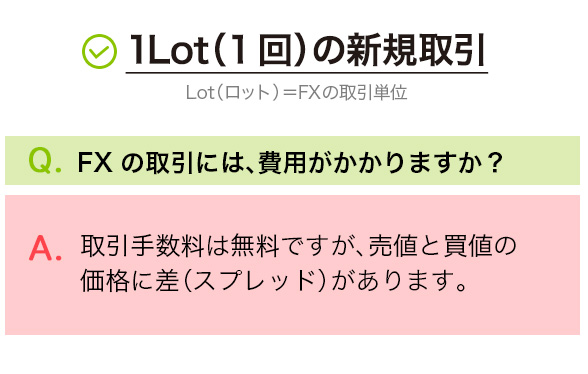 1Lot（1回）の新規取引
Lot（ロット）＝FXの取引単位
Q. FXの取引には、費用がかかりますか？
A. 取引手数料は無料ですが、売値と買値の
価格に差（スプレッド）があります。